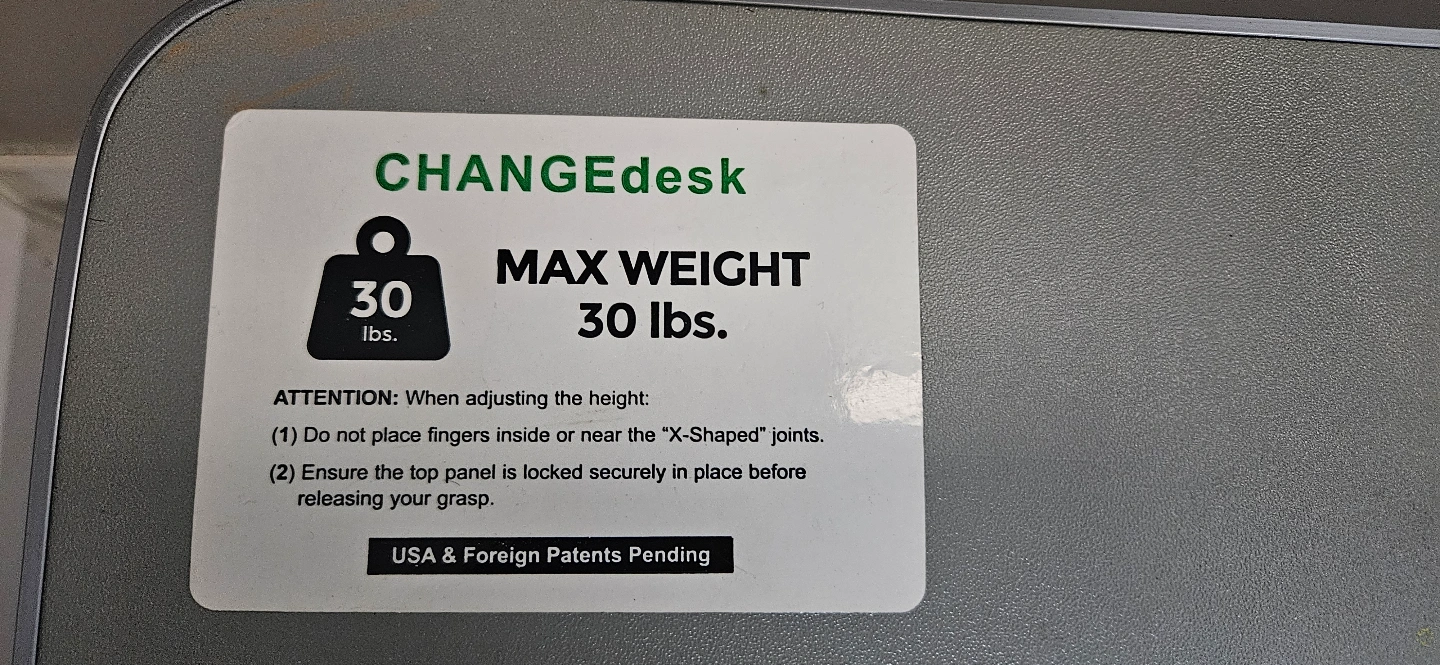 CHANGEdesk
30
lbs.
MAX WEIGHT
30 lbs.
ATTENTION: When adjusting the height:
(1) Do not place fingers inside or near the “X-Shaped” joints.
(2) Ensure the top panel is locked securely in place before
releasing your grasp.
USA & Foreign Patents Pending